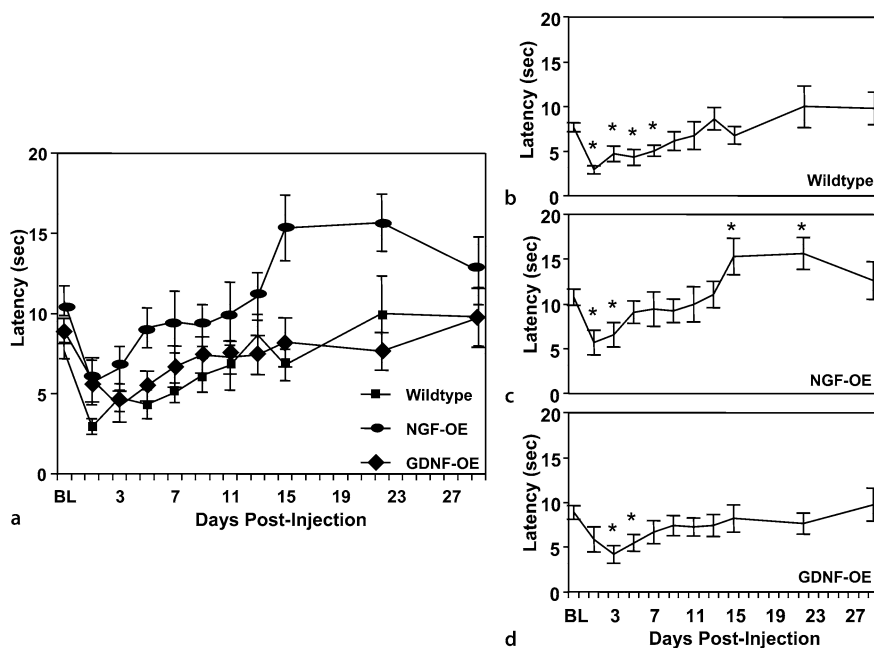 20
15
10
5
0
Latency (sec)
Wildtype
NGF-OE
GDNF-OE
BL 3 7 11 15 19 23 27
Days Post-Injection
a
20
15
10
5
0
Latency (sec)
* * * *
Wildtype
b
20
15
10
5
0
Latency (sec)
* * * *
NGF-OE
c
20
15
10
5
0
Latency (sec)
* *
GDNF-OE
BL 3 7 11 15 19 23 27
Days Post-Injection
d